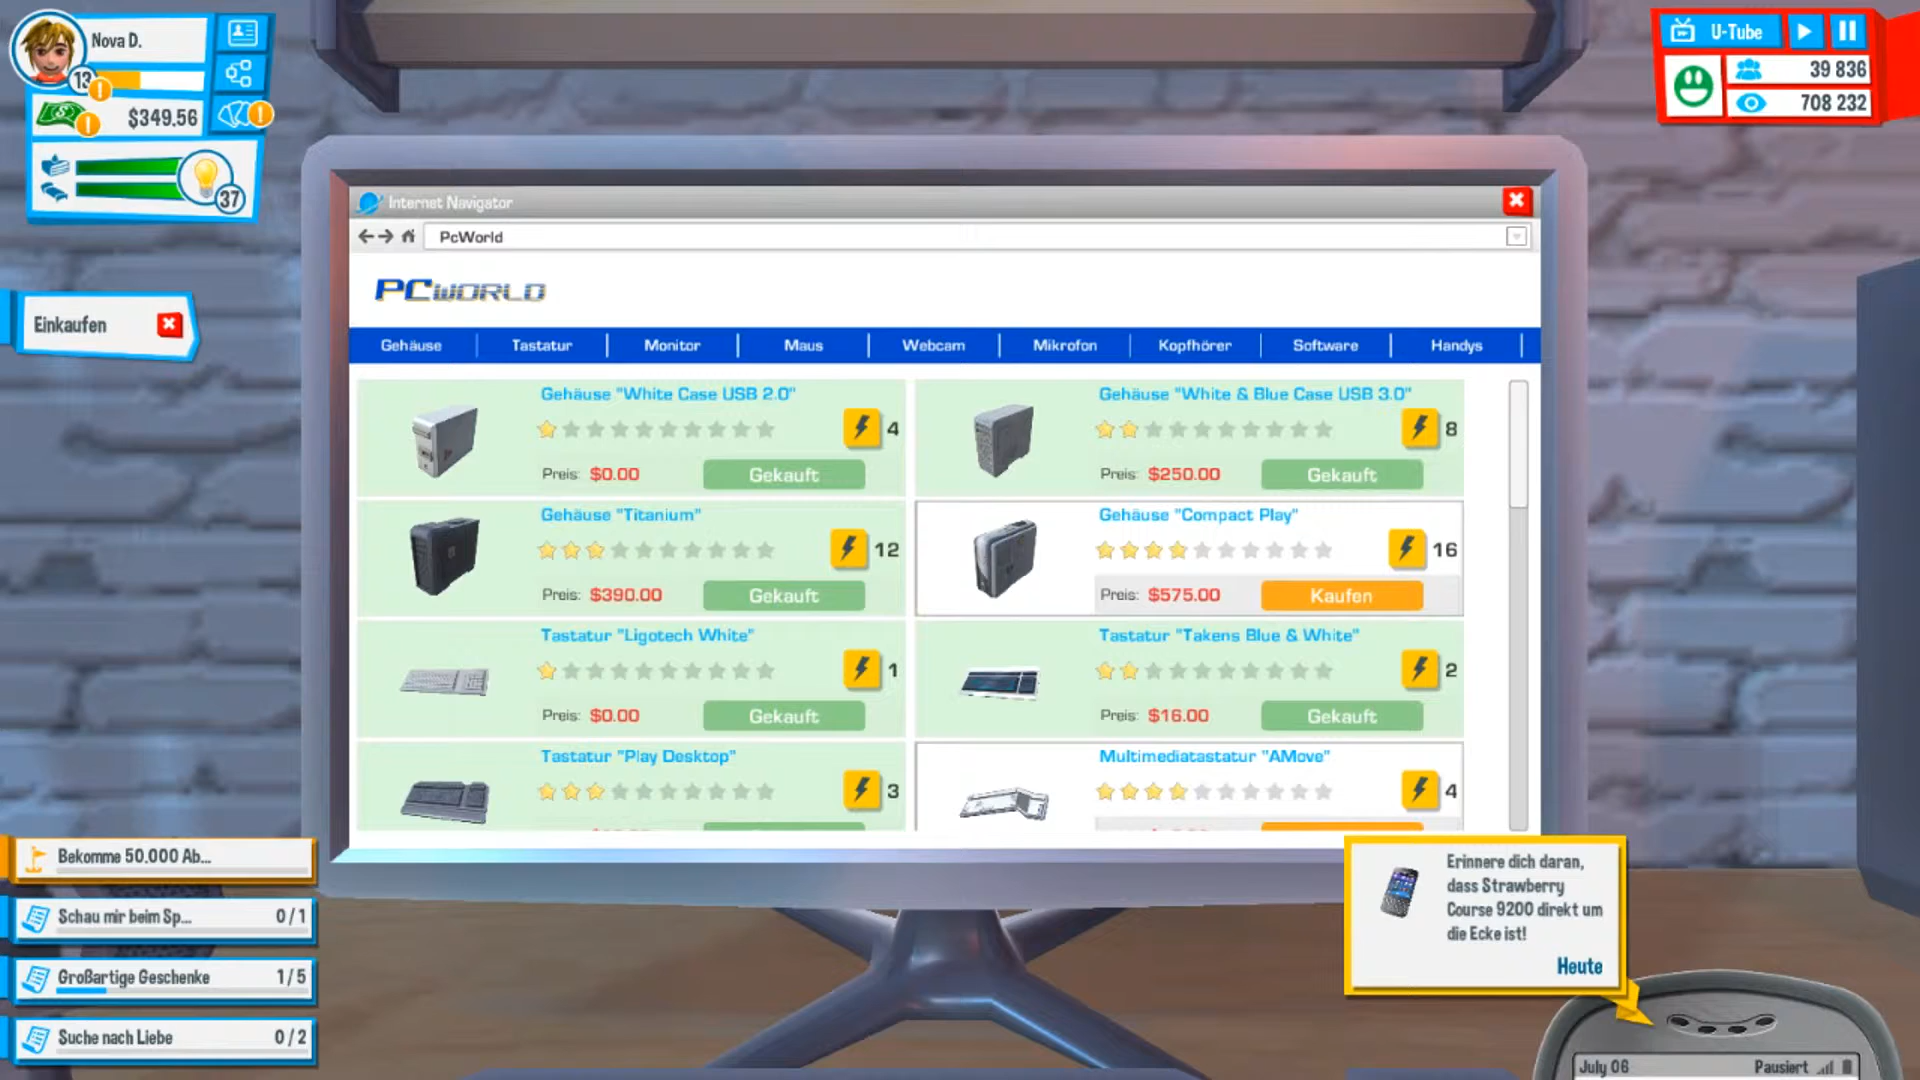 Nova D.
13
$349.56
37
U-Tube
39 836
708 232
Einkaufen
Internet Navigator
PcWorld
PCWORLD
Gehäuse
Tastatur
Monitor
Maus
Webcam
Mikrofon
Kopfhörer
Software
Handys
Gehäuse "White Case USB 2.0"
4
Preis: $0.00
Gekauft
Gehäuse "White & Blue Case USB 3.0"
8
Preis: $250.00
Gekauft
Gehäuse "Titanium"
12
Preis: $390.00
Gekauft
Gehäuse "Compact Play"
16
Preis: $575.00
Kaufen
Tastatur "Ligotech White"
1
Preis: $0.00
Gekauft
Tastatur "Takens Blue & White"
2
Preis: $16.00
Gekauft
Tastatur "Play Desktop"
3
Multimediatastatur "AMove"
4
Bekomme 50.000 Ab...
Schau mir beim Sp...
0/1
Großartige Geschenke
1/5
Suche nach Liebe
0/2
Erinnere dich daran,
dass Strawberry
Course 9200 direkt um
die Ecke ist!
Heute
July 06
Pausiert